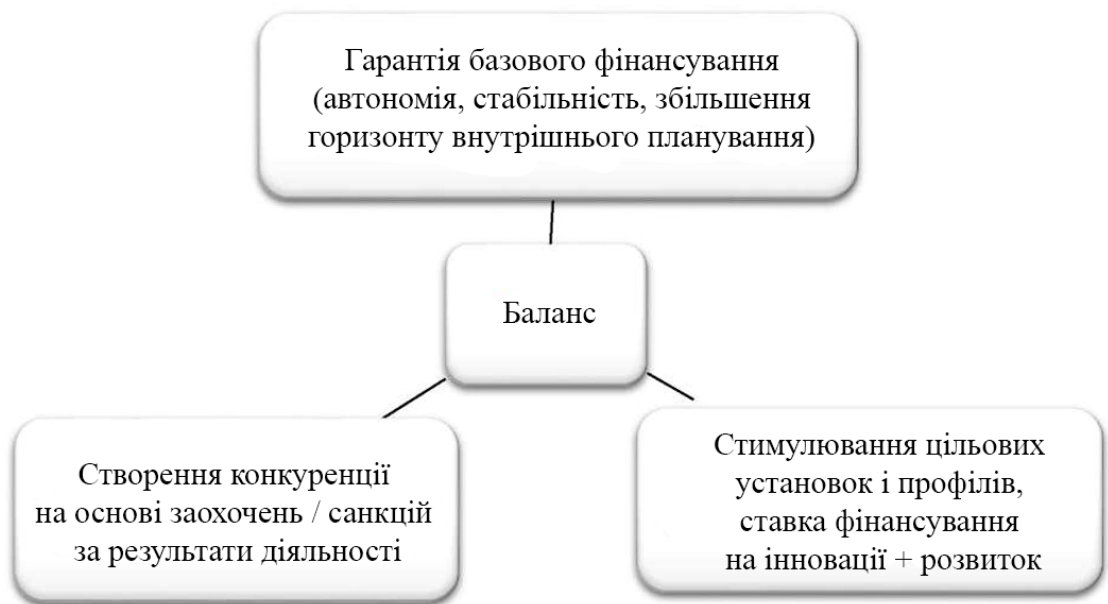 Гарантія базового фінансування
(автономія, стабільність, збільшення
горизонту внутрішнього планування)
Баланс
Створення конкуренції
на основі заохочень / санкцій
за результати діяльності
Стимулювання цільових
установок і профілів,
ставка фінансування
на інновації + розвиток